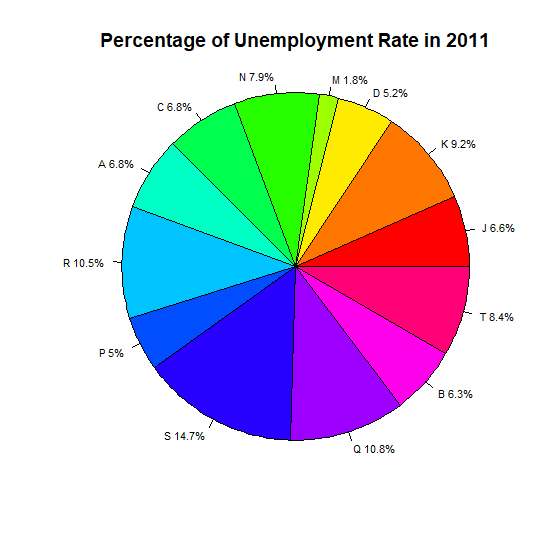 Percentage of Unemployment Rate in 2011
N 7.9%
M 1.8%
D 5.2%
C 6.8%
K 9.2%
A 6.8%
J 6.6%
R 10.5%
T 8.4%
P 5%
B 6.3%
S 14.7%
Q 10.8%